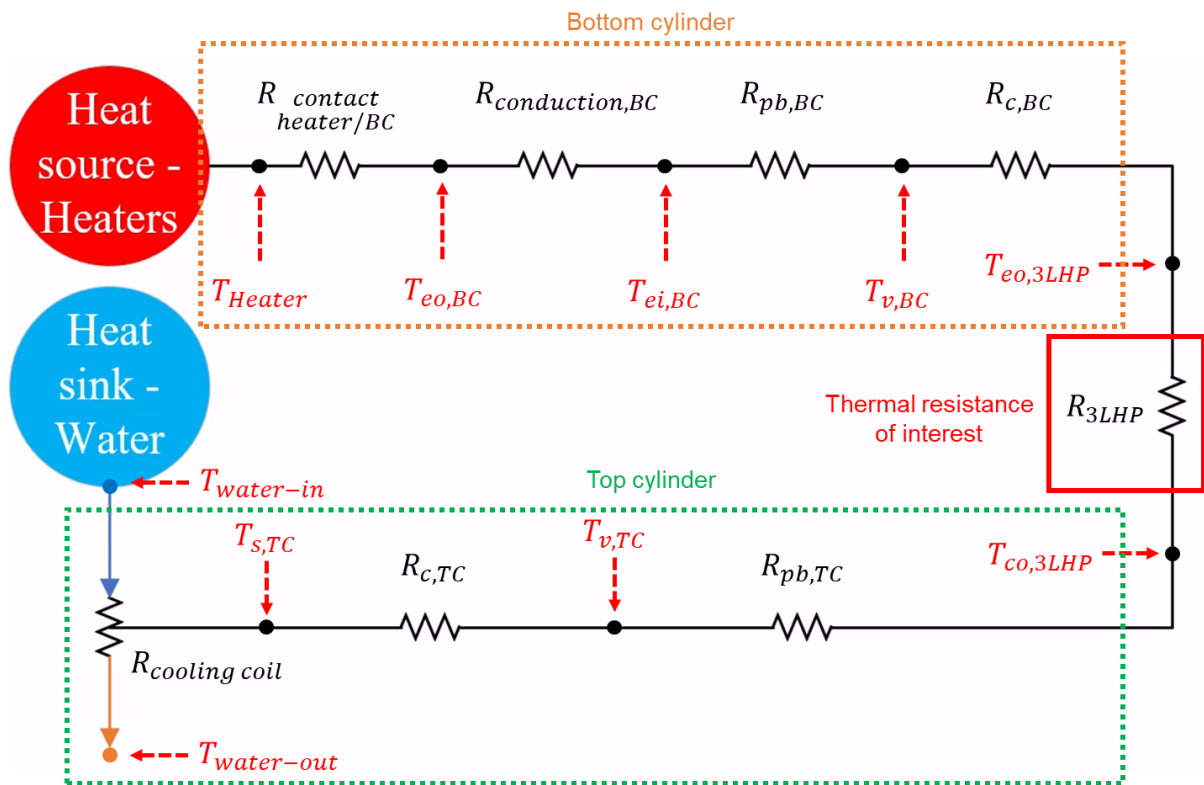 Bottom cylinder
Heat
source -
Heaters
R contact
heater/BC
R conduction,BC
R pb,BC
R c,BC
T Heater
T eo,BC
T ei,BC
T v,BC
T eo,3LHP
Heat
sink -
Water
Thermal resistance
of interest
R 3LHP
T water−in
Top cylinder
T s,TC
R c,TC
T v,TC
R pb,TC
T co,3LHP
R cooling coil
T water−out